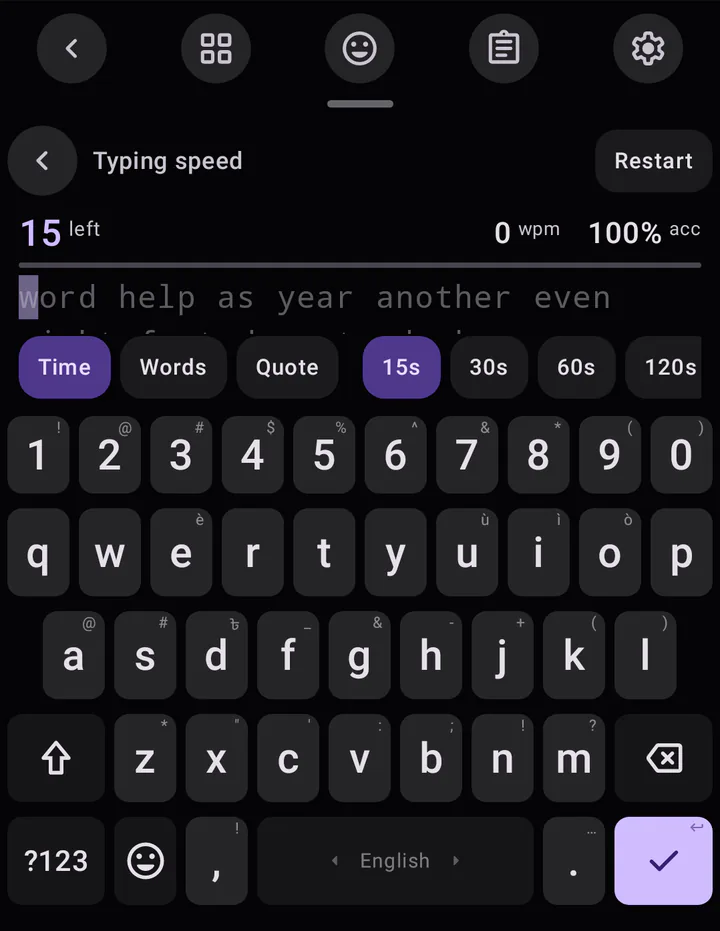 Typing speed
Restart
15 left 0 wpm 100% acc
word help as year another even
Time Words Quote 15s 30s 60s 120s
! @ # $ % ^ & * ( )
1 2 3 4 5 6 7 8 9 0
è ù ì ò
q w e r t y u i o p
@ # ъ _ & - + ( )
a s d f g h j k l
* " ' : ; ! ?
z x c v b n m
! …
?123 , English .